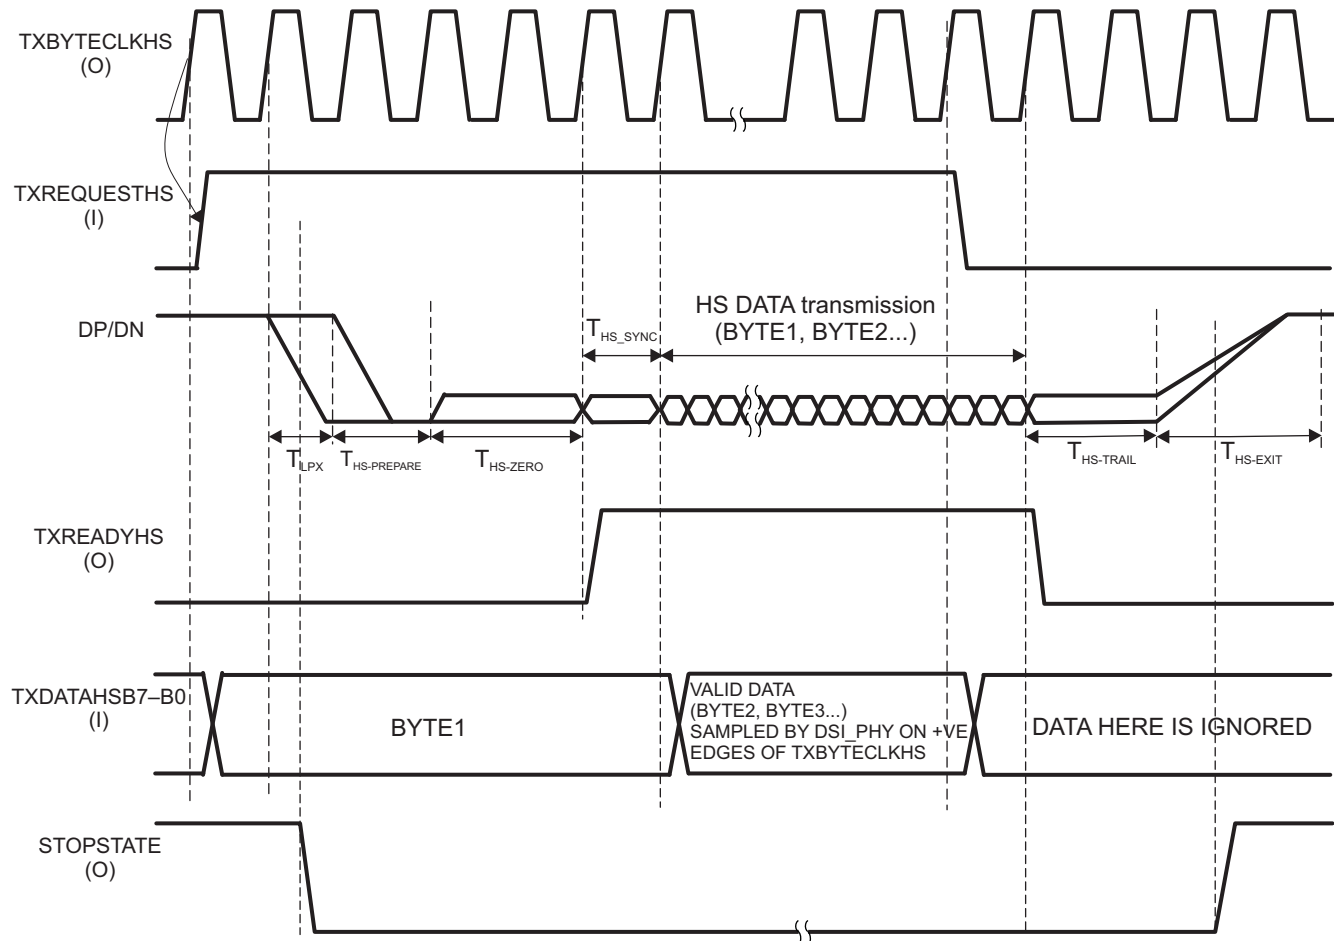 TXBYTECLKHS
(O)
TXREQUESTHS
(I)
DP/DN
HS DATA transmission
(BYTE1, BYTE2...)
THS_SYNC
TLPX
THS-PREPARE
THS-ZERO
THS-TRAIL
THS-EXIT
TXREADYHS
(O)
TXDATAHSB7–B0
(I)
BYTE1
VALID DATA
(BYTE2, BYTE3...)
SAMPLED BY DSI_PHY ON +VE
EDGES OF TXBYTECLKHS
DATA HERE IS IGNORED
STOPSTATE
(O)